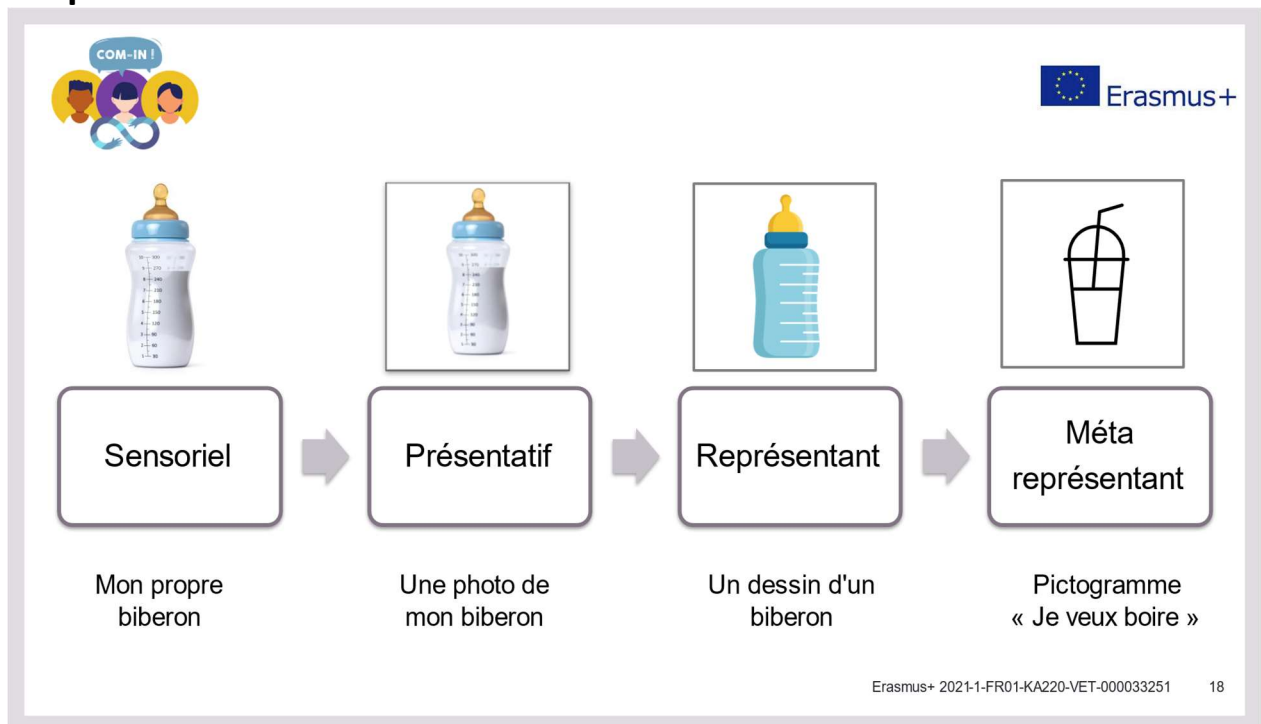 COM-IN !
Erasmus+
Sensoriel
Présentatif
Représentant
Méta
représentant
Mon propre
biberon
Une photo de
mon biberon
Un dessin d'un
biberon
Pictogramme
« Je veux boire »
Erasmus+ 2021-1-FR01-KA220-VET-000033251
18